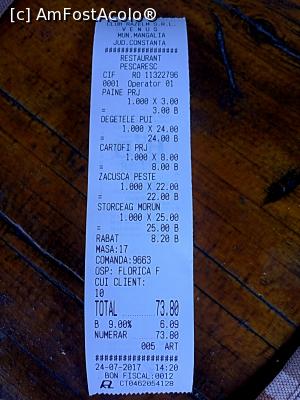 [c] AmFostAcolo®
CLUB RAZELM S.R.L.
V E N U S
MUN.MANGALIA
JUD.CONSTANTA
####################
RESTAURANT
PESCARESC
CIF RO 11322796
0001 Operator 01
PAINE PRJ
1.000 X 3.00
= 3.00 B
DEGETELE PUI
1.000 X 24.00
= 24.00 B
CARTOFI PRJ
1.000 X 8.00
= 8.00 B
ZACUSCA PESTE
1.000 X 22.00
= 22.00 B
STORCEAG MORUN
1.000 X 25.00
= 25.00 B
RABAT 8.20 B
MASA:17
COMANDA:9663
OSP: FLORICA F
CUI CLIENT:
10
TOTAL 73.80
B 9.00% 6.09
NUMERAR 73.80
005 ART
####################
24-07-2017 14:20
BON FISCAL:0012
CT0462054128